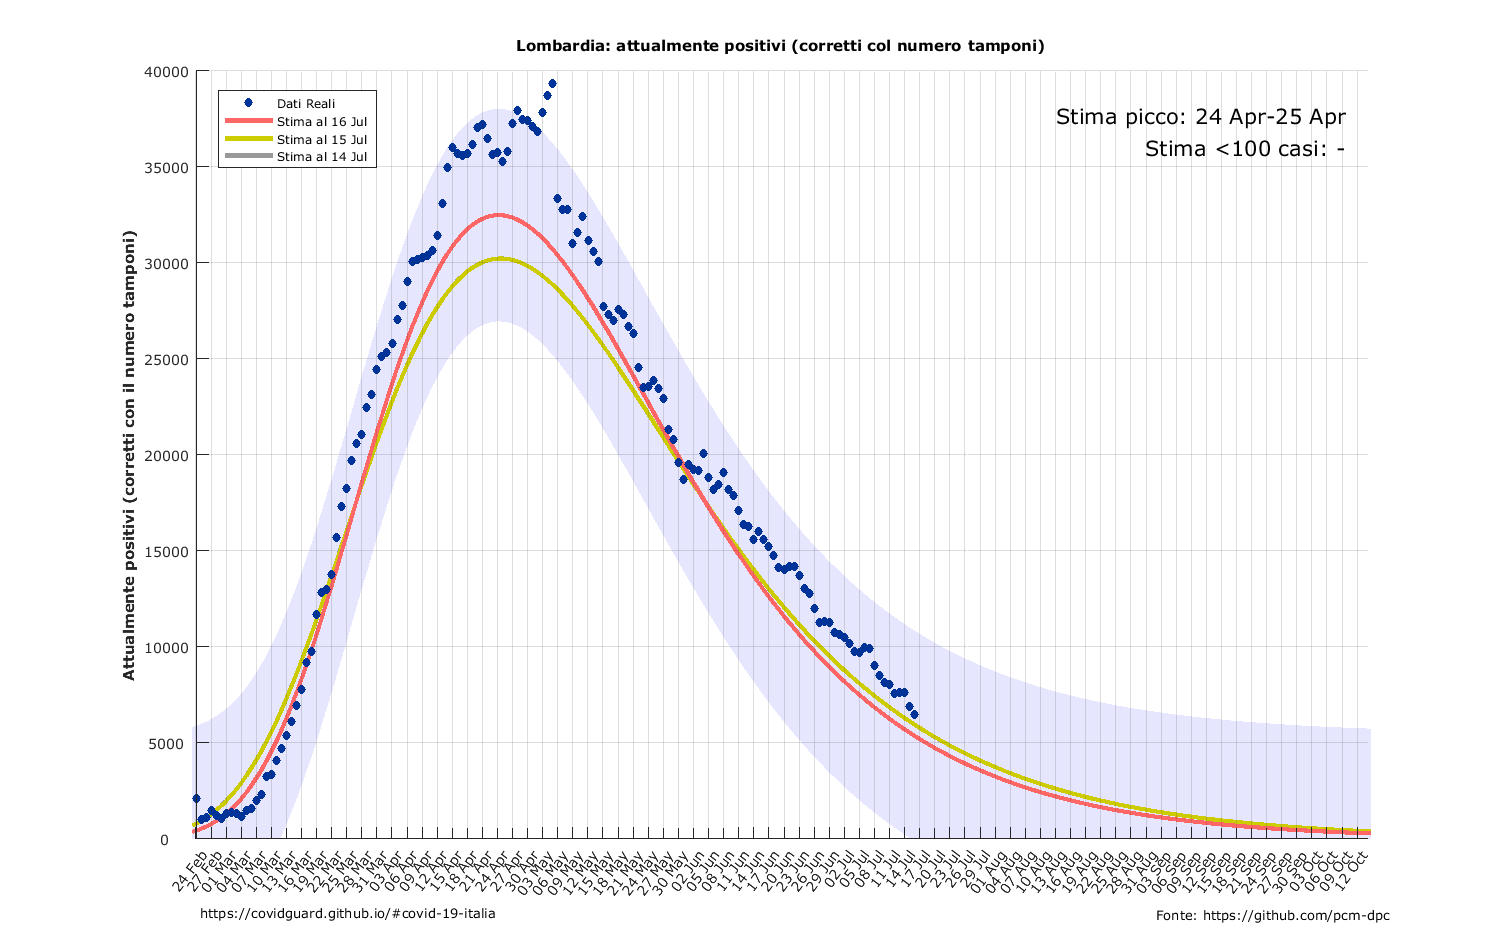 Lombardia: attualmente positivi (corretti col numero tamponi)
Attualmente positivi (corretti con il numero tamponi)
40000
35000
30000
25000
20000
15000
10000
5000
0
Dati Reali
Stima al 16 Jul
Stima al 15 Jul
Stima al 14 Jul
Stima picco: 24 Apr-25 Apr
Stima <100 casi: -
24 Feb
27 Feb
01 Mar
04 Mar
07 Mar
10 Mar
13 Mar
16 Mar
19 Mar
22 Mar
25 Mar
28 Mar
31 Mar
03 Apr
06 Apr
09 Apr
12 Apr
15 Apr
18 Apr
21 Apr
24 Apr
27 Apr
30 Apr
03 May
06 May
09 May
12 May
15 May
18 May
21 May
24 May
27 May
30 May
02 Jun
05 Jun
08 Jun
11 Jun
14 Jun
17 Jun
20 Jun
23 Jun
26 Jun
29 Jun
02 Jul
05 Jul
08 Jul
11 Jul
14 Jul
17 Jul
20 Jul
23 Jul
26 Jul
29 Jul
01 Aug
04 Aug
07 Aug
10 Aug
13 Aug
16 Aug
19 Aug
22 Aug
25 Aug
28 Aug
31 Aug
03 Sep
06 Sep
09 Sep
12 Sep
15 Sep
18 Sep
21 Sep
24 Sep
27 Sep
30 Sep
03 Oct
06 Oct
09 Oct
12 Oct
https://covidguard.github.io/#covid-19-italia
Fonte: https://github.com/pcm-dpc